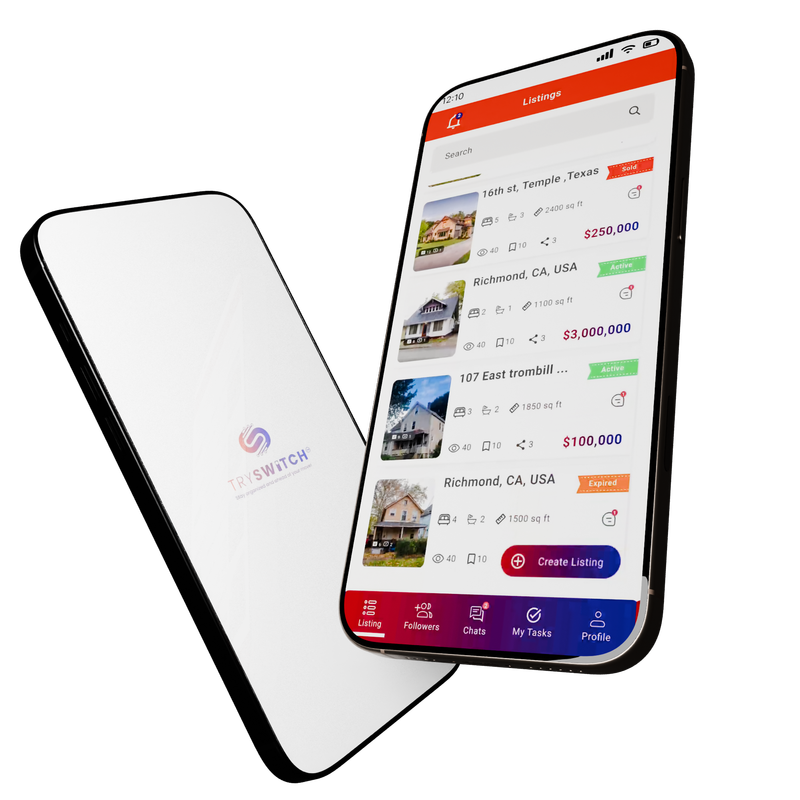 12:10
Listings
2
Search
16th st, Temple ,Texas
Sold
5
3
2400 sq ft
40
10
3
$250,000
Richmond, CA, USA
Active
2
1
1100 sq ft
40
10
3
$3,000,000
107 East trombill ...
Active
3
2
1850 sq ft
40
10
3
$100,000
Richmond, CA, USA
Expired
4
2
1500 sq ft
40
10
Create Listing
Listing
Followers
Chats
My Tasks
Profile
TRYSWiTCH®